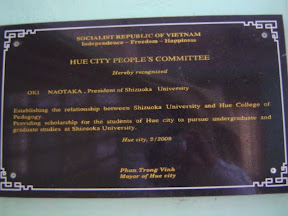 SOCIALIST REPUBLIC OF VIETNAM
Independence – Freedom – Happiness
HUE CITY PEOPLE'S COMMITTEE
Hereby recognized
OKI NAOTAKA, President of Shizuoka University
Establishing the relationship between Shizuoka University and Hue College of
Pedagogy.
Providing scholarship for the students of Hue city to pursue undergraduate and
graduate studies at Shizuoka University.
Hue city, 2/2008
Phan Trong Vinh
Mayor of Hue city